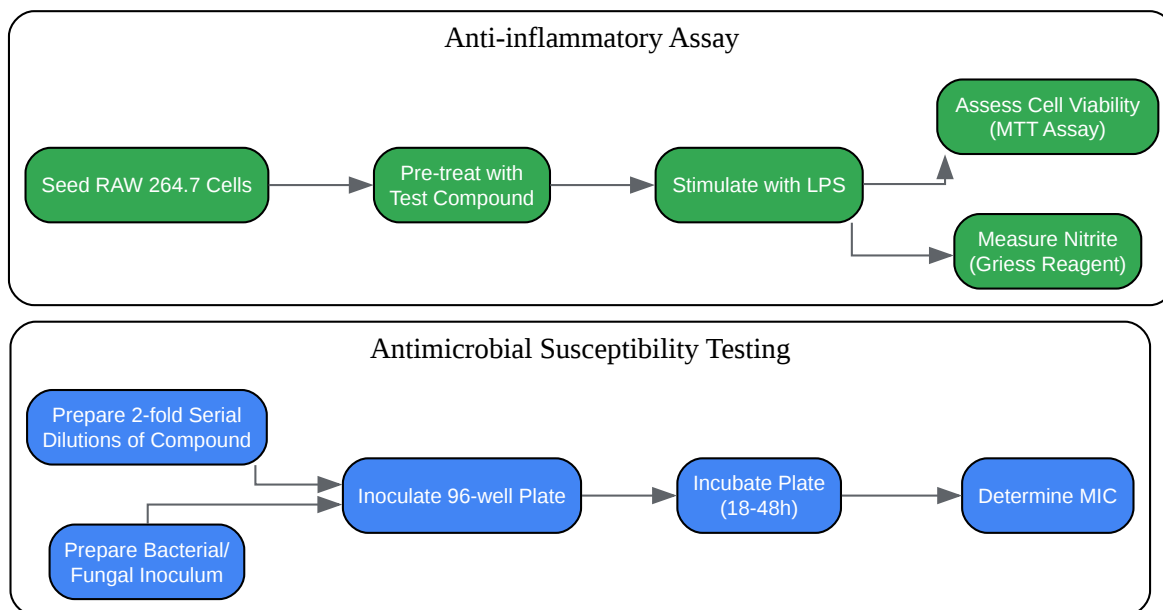 Anti-inflammatory Assay
Seed RAW 264.7 Cells
Pre-treat with
Test Compound
Stimulate with LPS
Assess Cell Viability
(MTT Assay)
Measure Nitrite
(Griess Reagent)
Antimicrobial Susceptibility Testing
Prepare 2-fold Serial
Dilutions of Compound
Prepare Bacterial/
Fungal Inoculum
Inoculate 96-well Plate
Incubate Plate
(18-48h)
Determine MIC